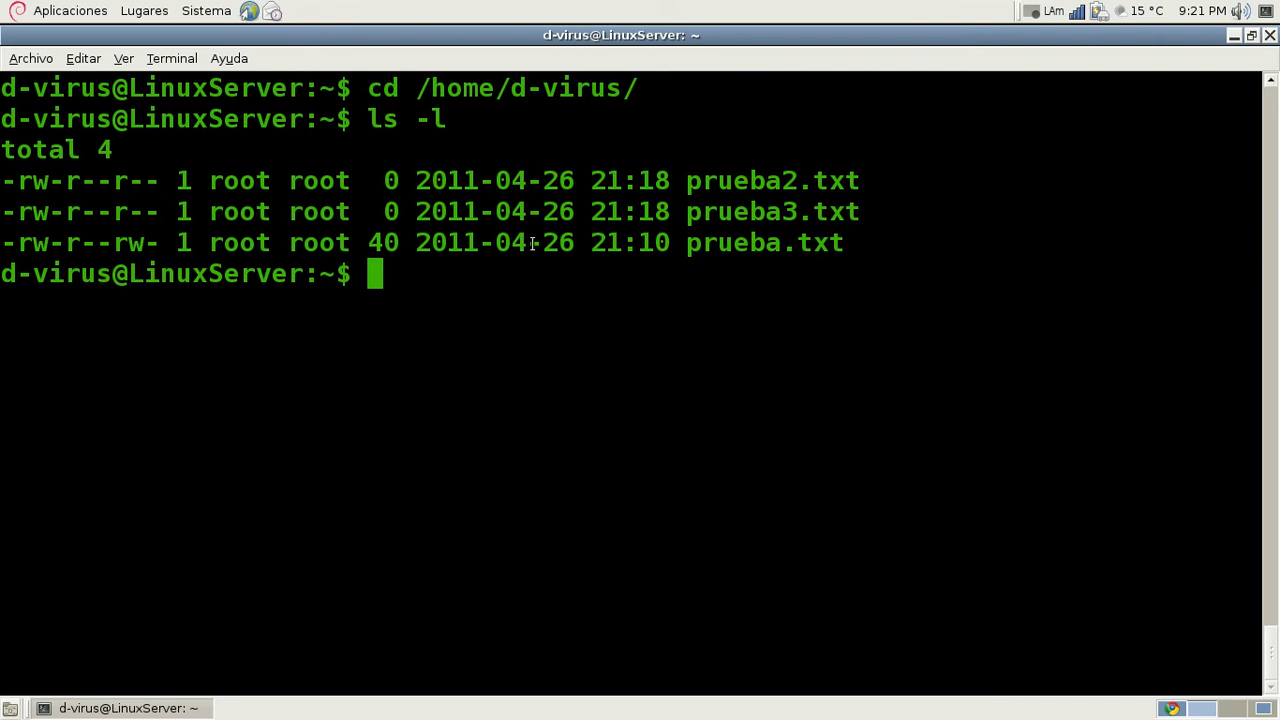 Aplicaciones Lugares Sistema LAm 15 °C 9:21 PM
d-virus@LinuxServer: ~
Archivo Editar Ver Terminal Ayuda
d-virus@LinuxServer:~$ cd /home/d-virus/
d-virus@LinuxServer:~$ ls -l
total 4
-rw-r--r-- 1 root root  0 2011-04-26 21:18 prueba2.txt
-rw-r--r-- 1 root root  0 2011-04-26 21:18 prueba3.txt
-rw-r--rw- 1 root root 40 2011-04-26 21:10 prueba.txt
d-virus@LinuxServer:~$
d-virus@LinuxServer: ~